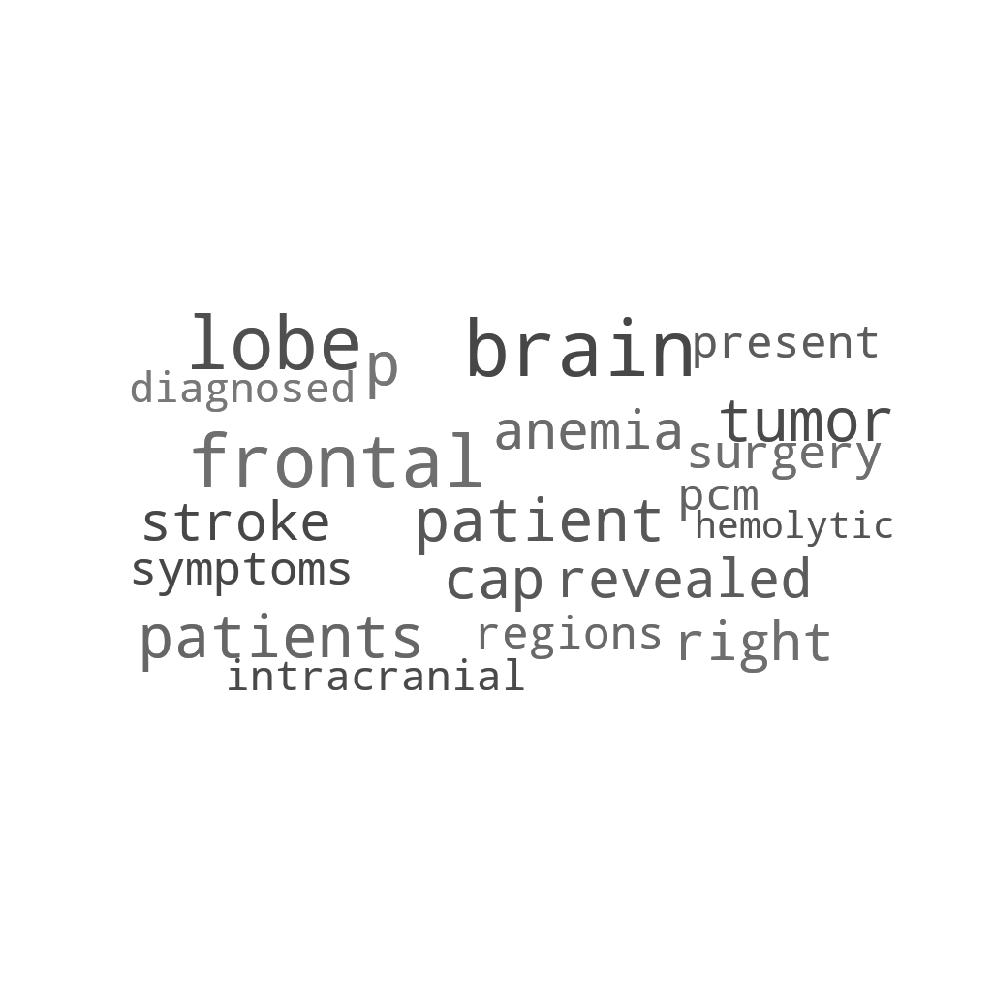 lobe p brain present
diagnosed
anemia tumor
frontal surgery
pcm
stroke patient hemolytic
symptoms cap revealed
patients regions right
intracranial